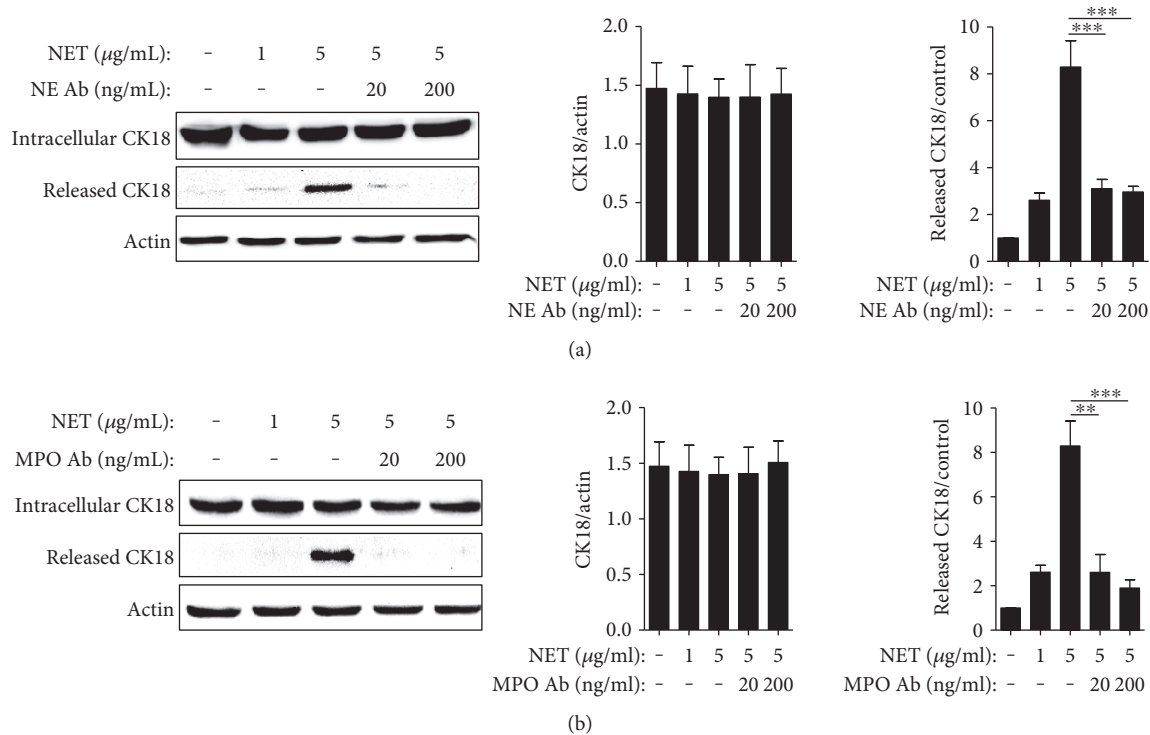 NET (μg/mL): – 1 5 5 5
NE Ab (ng/mL): – – – 20 200
Intracellular CK18
Released CK18
Actin
2.0
1.5
1.0
0.5
0.0
CK18/actin
NET (μg/ml): – 1 5 5 5
NE Ab (ng/ml): – – – 20 200
***
***
10
8
6
4
2
0
Released CK18/control
NET (μg/ml): – 1 5 5 5
NE Ab (ng/ml): – – – 20 200
(a)
NET (μg/mL): – 1 5 5 5
MPO Ab (ng/mL): – – – 20 200
Intracellular CK18
Released CK18
Actin
2.0
1.5
1.0
0.5
0.0
CK18/actin
NET (μg/ml): – 1 5 5 5
MPO Ab (ng/ml): – – – 20 200
***
**
10
8
6
4
2
0
Released CK18/control
NET (μg/ml): – 1 5 5 5
MPO Ab (ng/ml): – – – 20 200
(b)